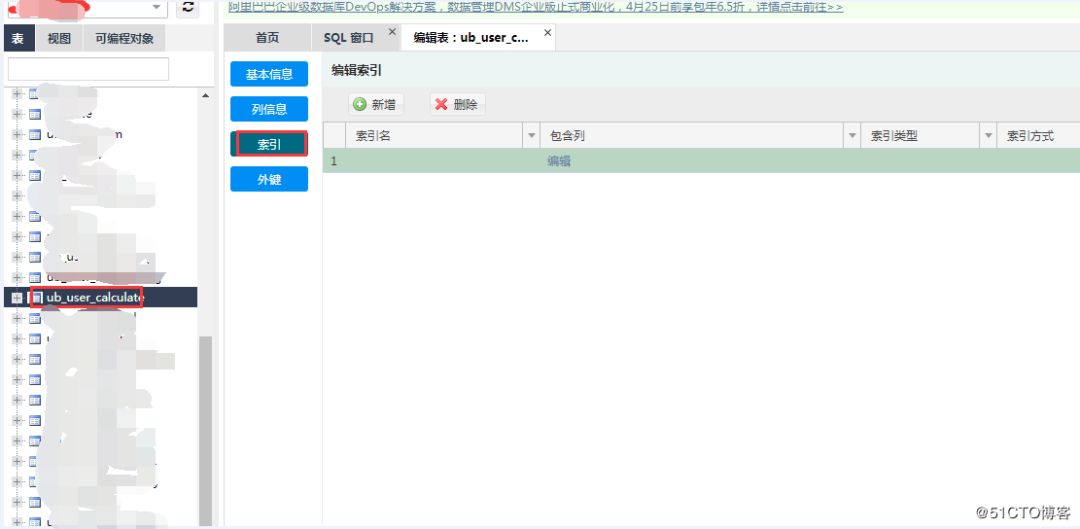 阿里巴巴企业级数据库DevOps解决方案，数据管理DMS企业版正式商业化，4月25日前享包年6.5折，详情点击前往>>
表 视图 可编程对象
首页 SQL 窗口 编辑表：ub_user_c...
基本信息
列信息
索引
外键
编辑索引
新增 删除
索引名 包含列 索引类型 索引方式
1 编辑
ub_user_calculate
@51CTO博客